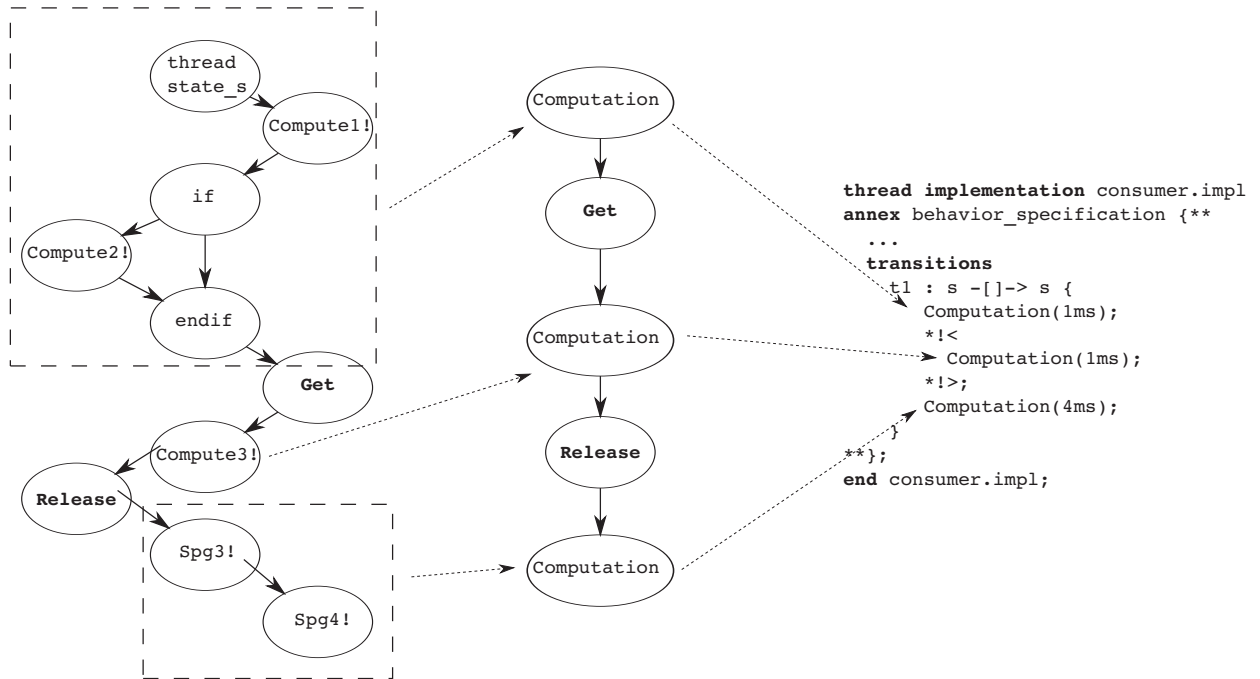 thread
state_s
Compute1!
if
Compute2!
endif
Get
Compute3!
Release
Spg3!
Spg4!
Computation
Get
Computation
Release
Computation
thread implementation consumer.impl
annex behavior_specification {**
...
transitions
t1 : s -[]-> s {
Computation(1ms);
*!<
Computation(1ms);
*!>;
Computation(4ms);
}
**};
end consumer.impl;